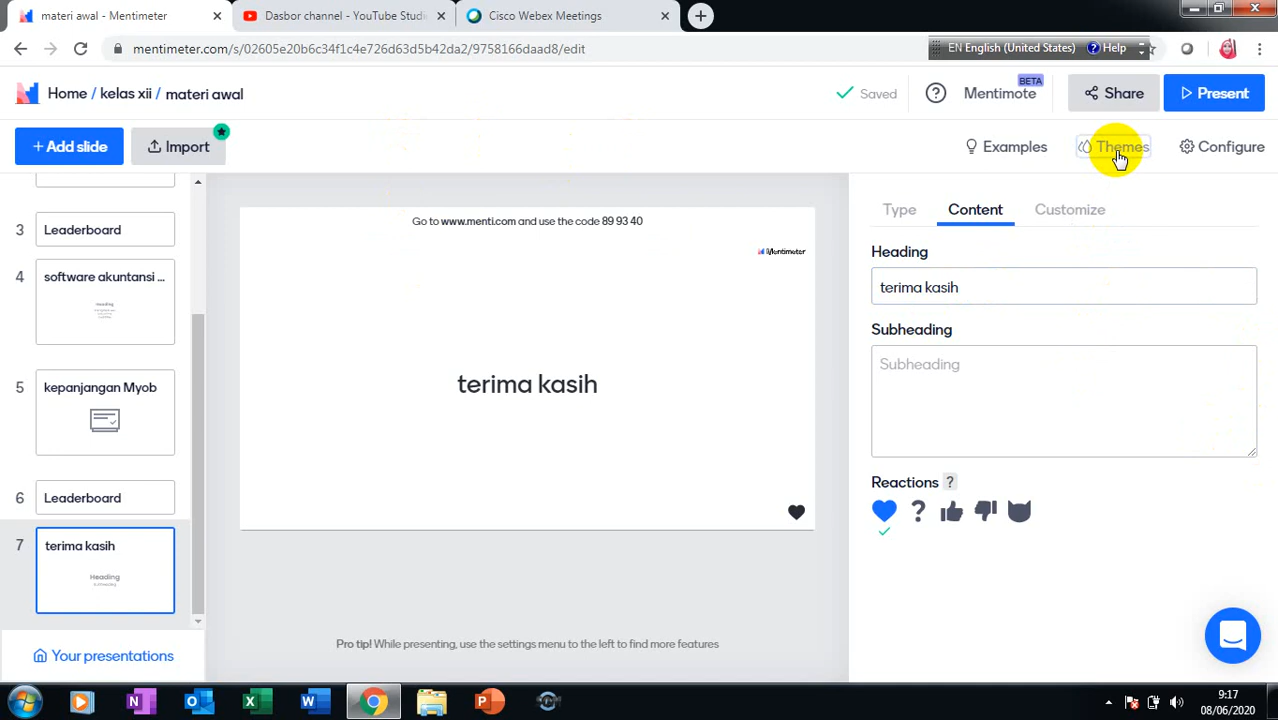 materi awal - Mentimeter
Dasbor channel - YouTube Studi
Cisco Webex Meetings
mentimeter.com/s/02605e20b6c34f1c4e726d63d5b42da2/9758166daad8/edit
EN English (United States)
? Help
Home / kelas xii / materi awal
Saved
?
Mentimote
BETA
Share
Present
+ Add slide
Import
Examples
Themes
Configure
3
Leaderboard
4
software akuntansi ...
Heading
5
kepanjangan Myob
6
Leaderboard
7
terima kasih
Heading
Subheading
Your presentations
Go to www.menti.com and use the code 89 93 40
Mentimeter
terima kasih
Pro tip! While presenting, use the settings menu to the left to find more features
Type
Content
Customize
Heading
terima kasih
Subheading
Subheading
Reactions ?
?
9:17
08/06/2020